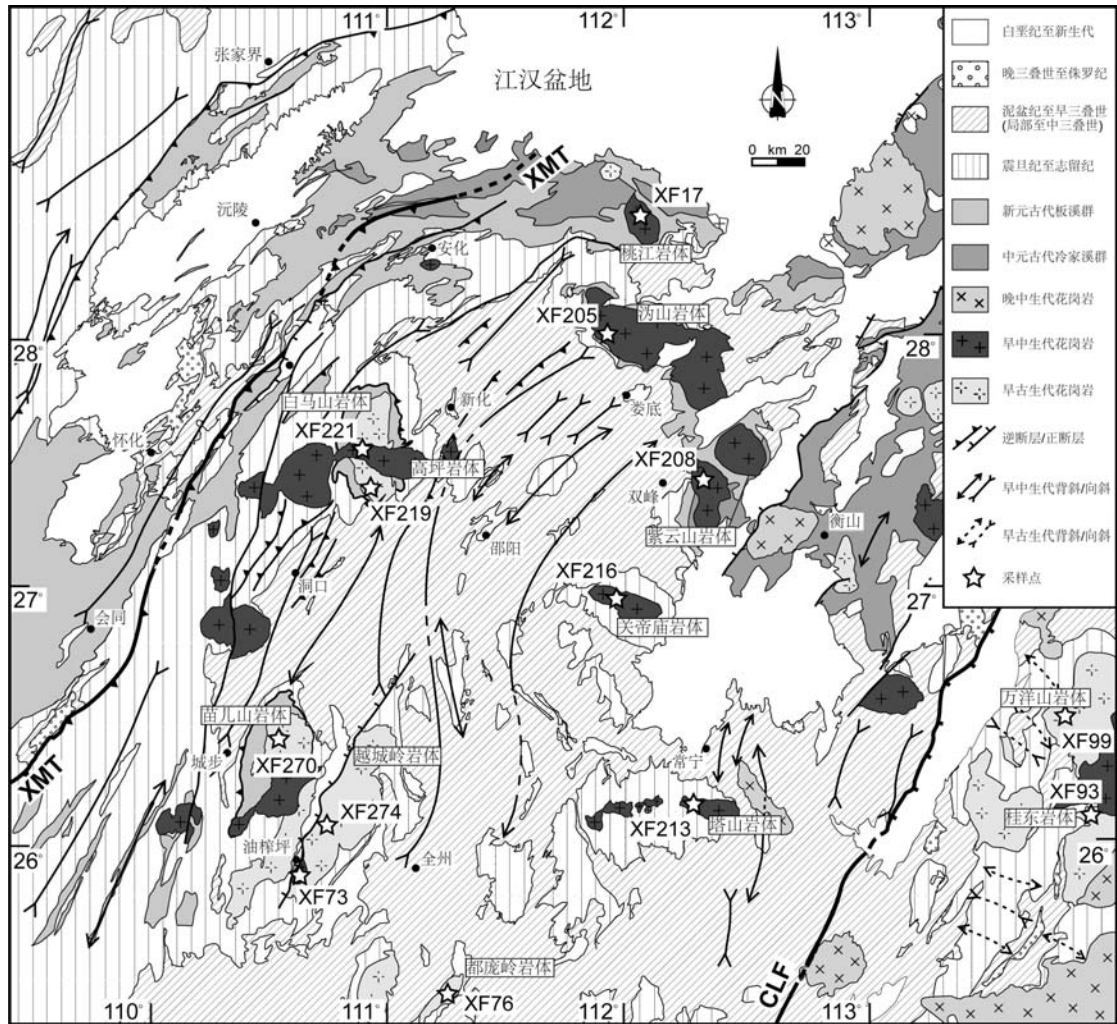 111°
112°
113°
张家界
江汉盆地
N
0 km 20
XMT
沅陵
安化
XF17
桃江岩体
XF205
沩山岩体
28
28
白马山岩体
新化
娄底
怀化
XF221
高坪岩体
XF208
XF219
双峰
邵阳
紫云山岩体
衡山
27
洞口
XF216
27
会同
天帝庙岩体
苗儿山岩体
万洋山岩体
城步
越城岭岩体
常宁
XF99
XMT
XF270
XF93
XF274
XF213
塔山岩体
桂东岩体
油榨坪
全州
26
26
XF73
都庞岭岩体
XF76
CLF
110°
111°
112°
113°
白垩纪至新生代
晚三叠世至侏罗纪
泥盆纪至早三叠世
(局部至中三叠世)
震旦纪至志留纪
新元古代板溪群
中元古代冷家溪群
晚中生代花岗岩
早中生代花岗岩
早古生代花岗岩
逆断层/正断层
早中生代背斜/向斜
早古生代背斜/向斜
采样点